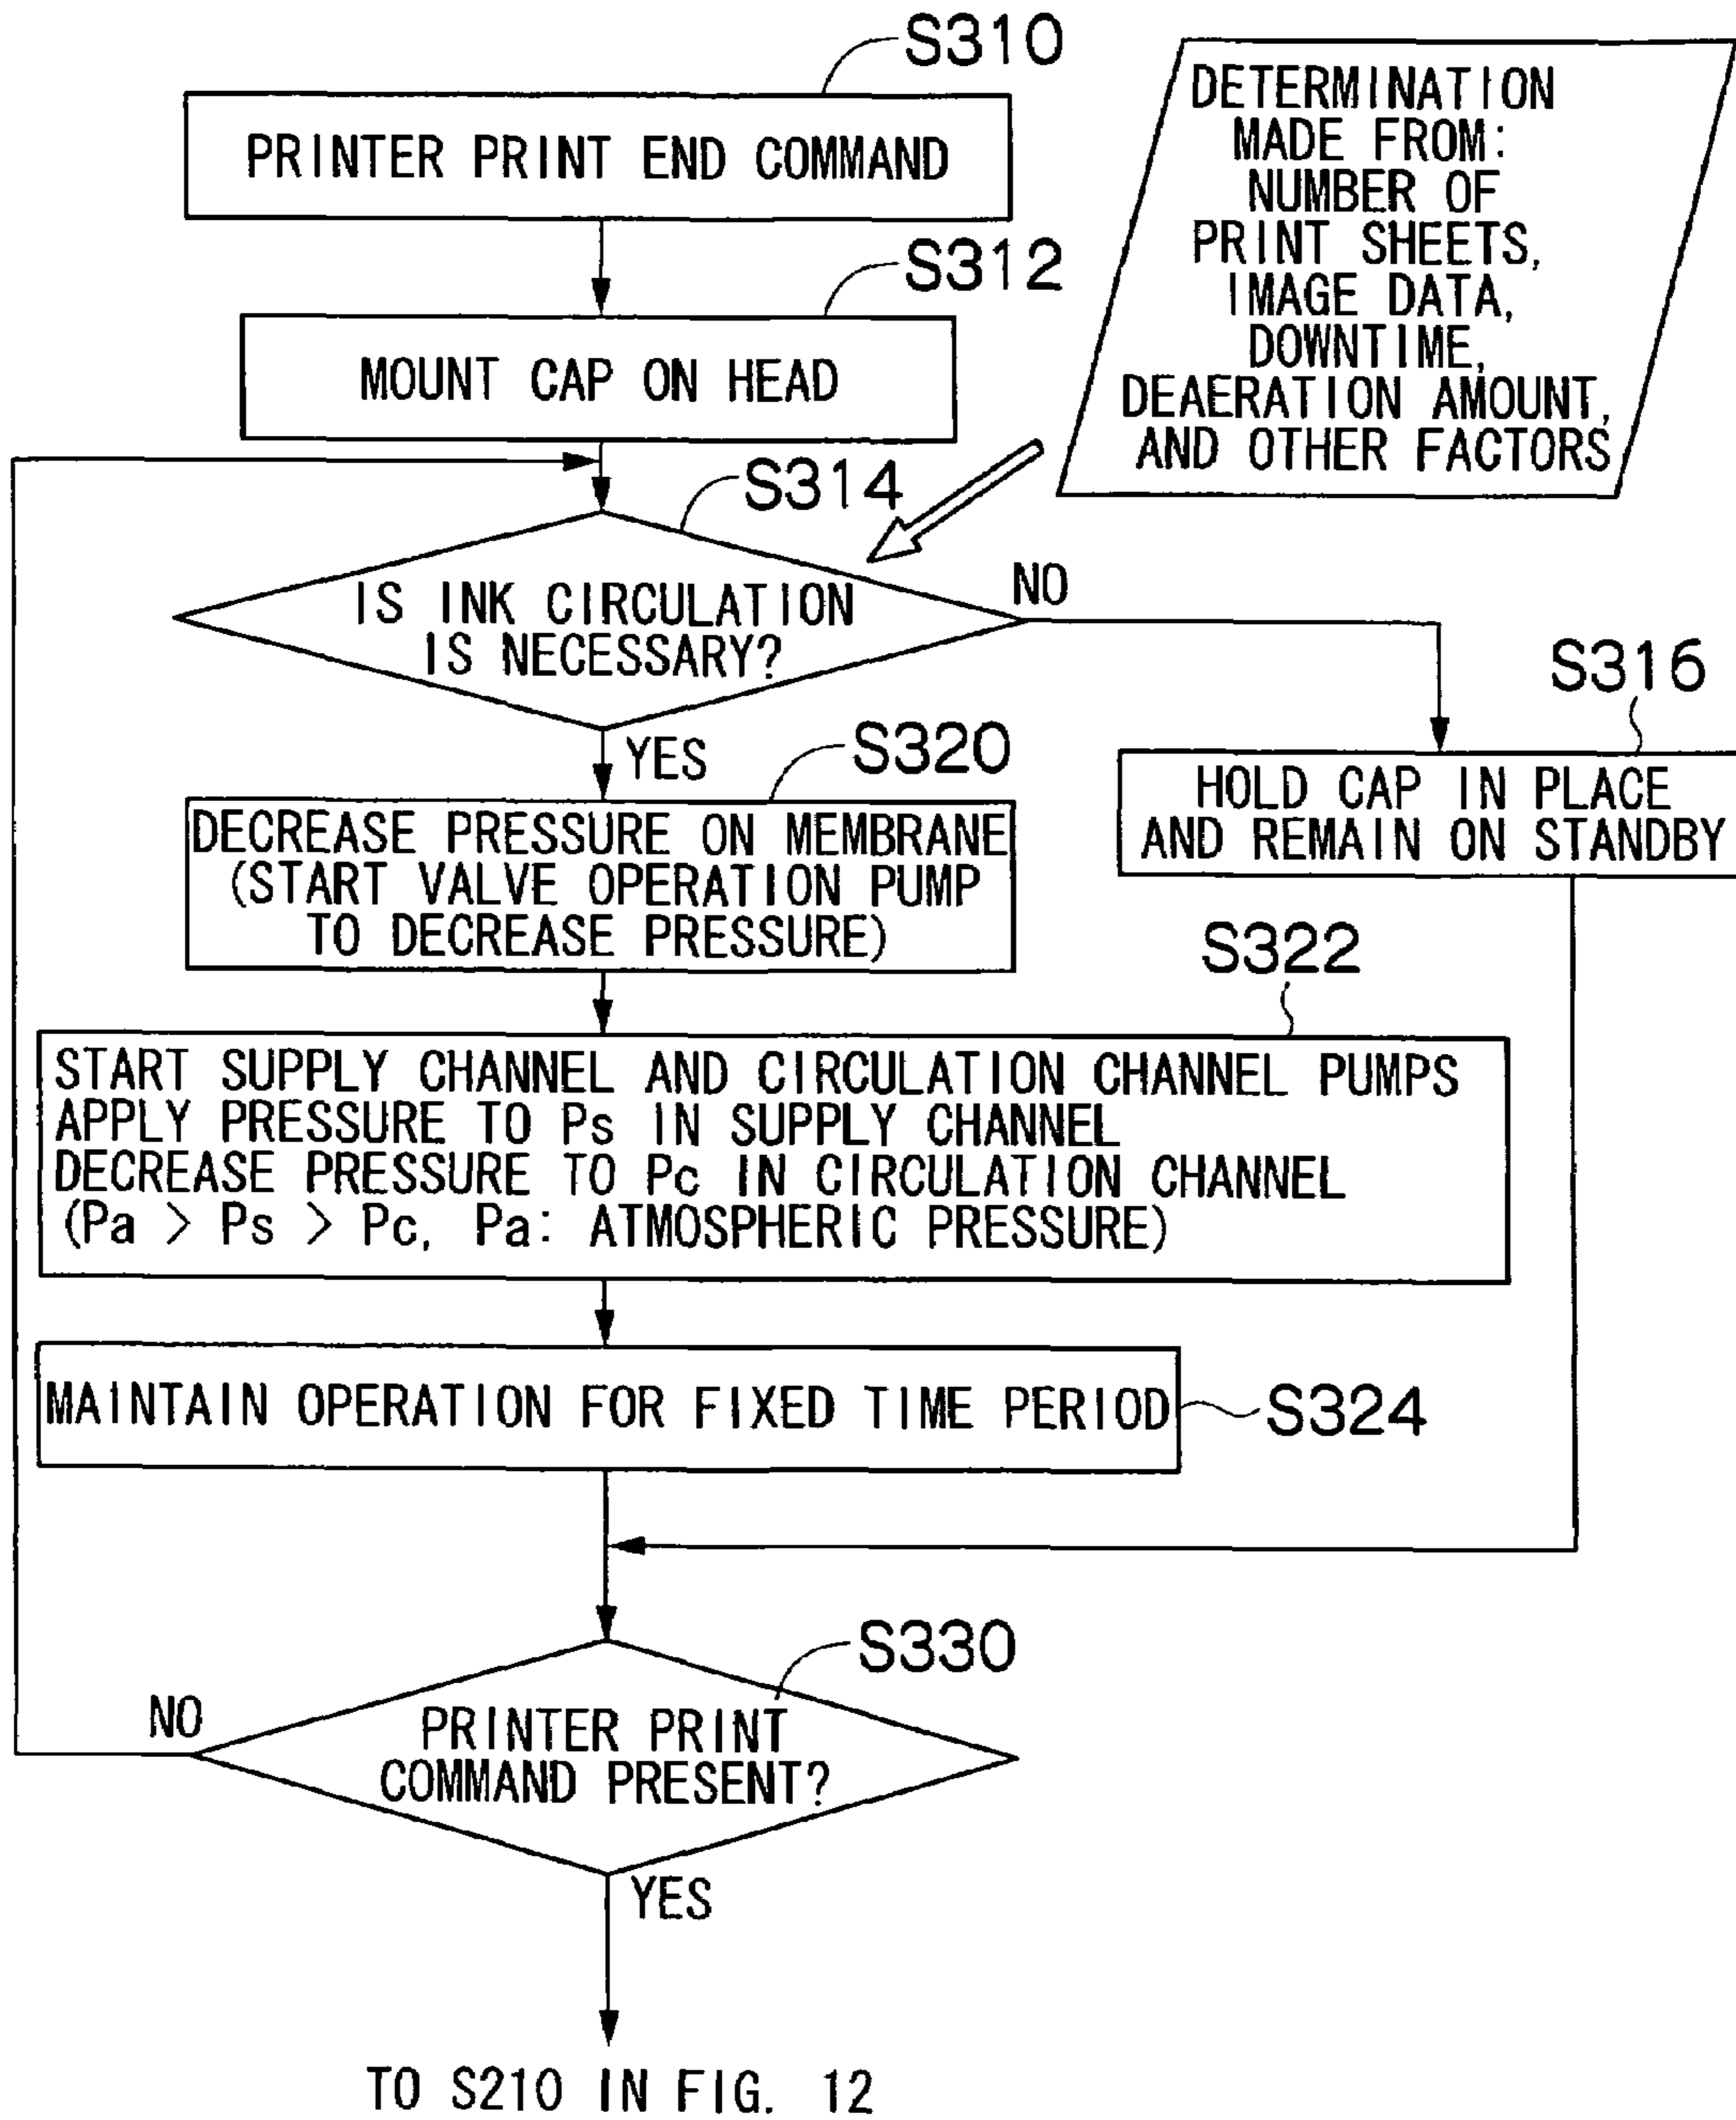 S310
PRINTER PRINT END COMMAND
DETERMINATION
MADE FROM:
NUMBER OF
PRINT SHEETS,
IMAGE DATA,
DOWNTIME,
DEAERATION AMOUNT,
AND OTHER FACTORS
S312
MOUNT CAP ON HEAD
S314
IS INK CIRCULATION
IS NECESSARY?
NO
S316
HOLD CAP IN PLACE
AND REMAIN ON STANDBY
YES
S320
DECREASE PRESSURE ON MEMBRANE
(START VALVE OPERATION PUMP
TO DECREASE PRESSURE)
S322
START SUPPLY CHANNEL AND CIRCULATION CHANNEL PUMPS
APPLY PRESSURE TO Ps IN SUPPLY CHANNEL
DECREASE PRESSURE TO Pc IN CIRCULATION CHANNEL
(Pa > Ps > Pc, Pa: ATMOSPHERIC PRESSURE)
MAINTAIN OPERATION FOR FIXED TIME PERIOD
S324
S330
PRINTER PRINT
COMMAND PRESENT?
NO
YES
TO S210 IN FIG. 12